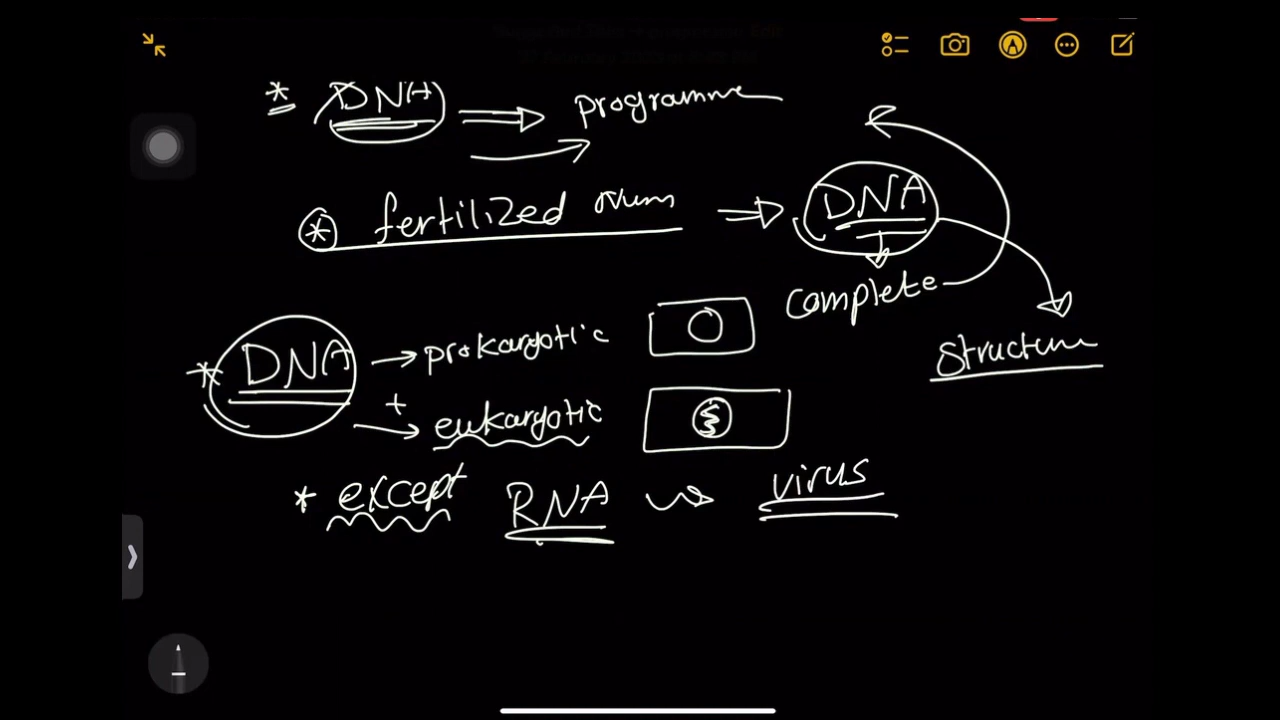 * DNA ⇒ programme
* fertilized ovum ⇒ DNA
complete
structure
* DNA → prokaryotic
+
→ eukaryotic
* except RNA → virus